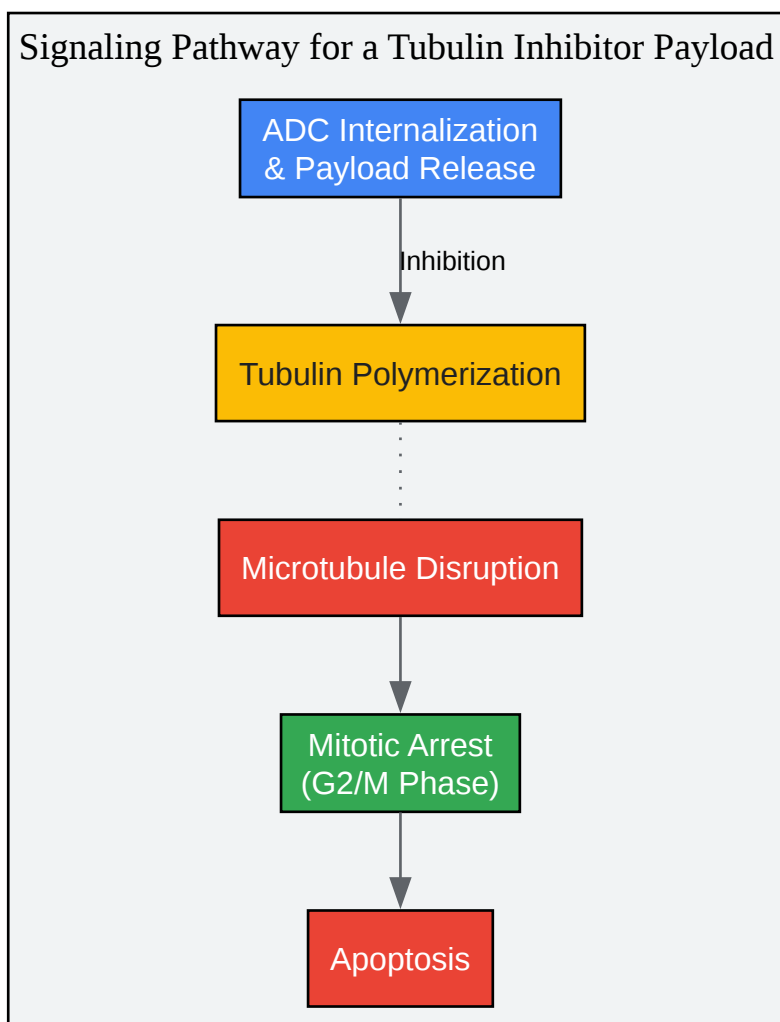 Signaling Pathway for a Tubulin Inhibitor Payload
ADC Internalization
& Payload Release
Inhibition
Tubulin Polymerization
Microtubule Disruption
Mitotic Arrest
(G2/M Phase)
Apoptosis